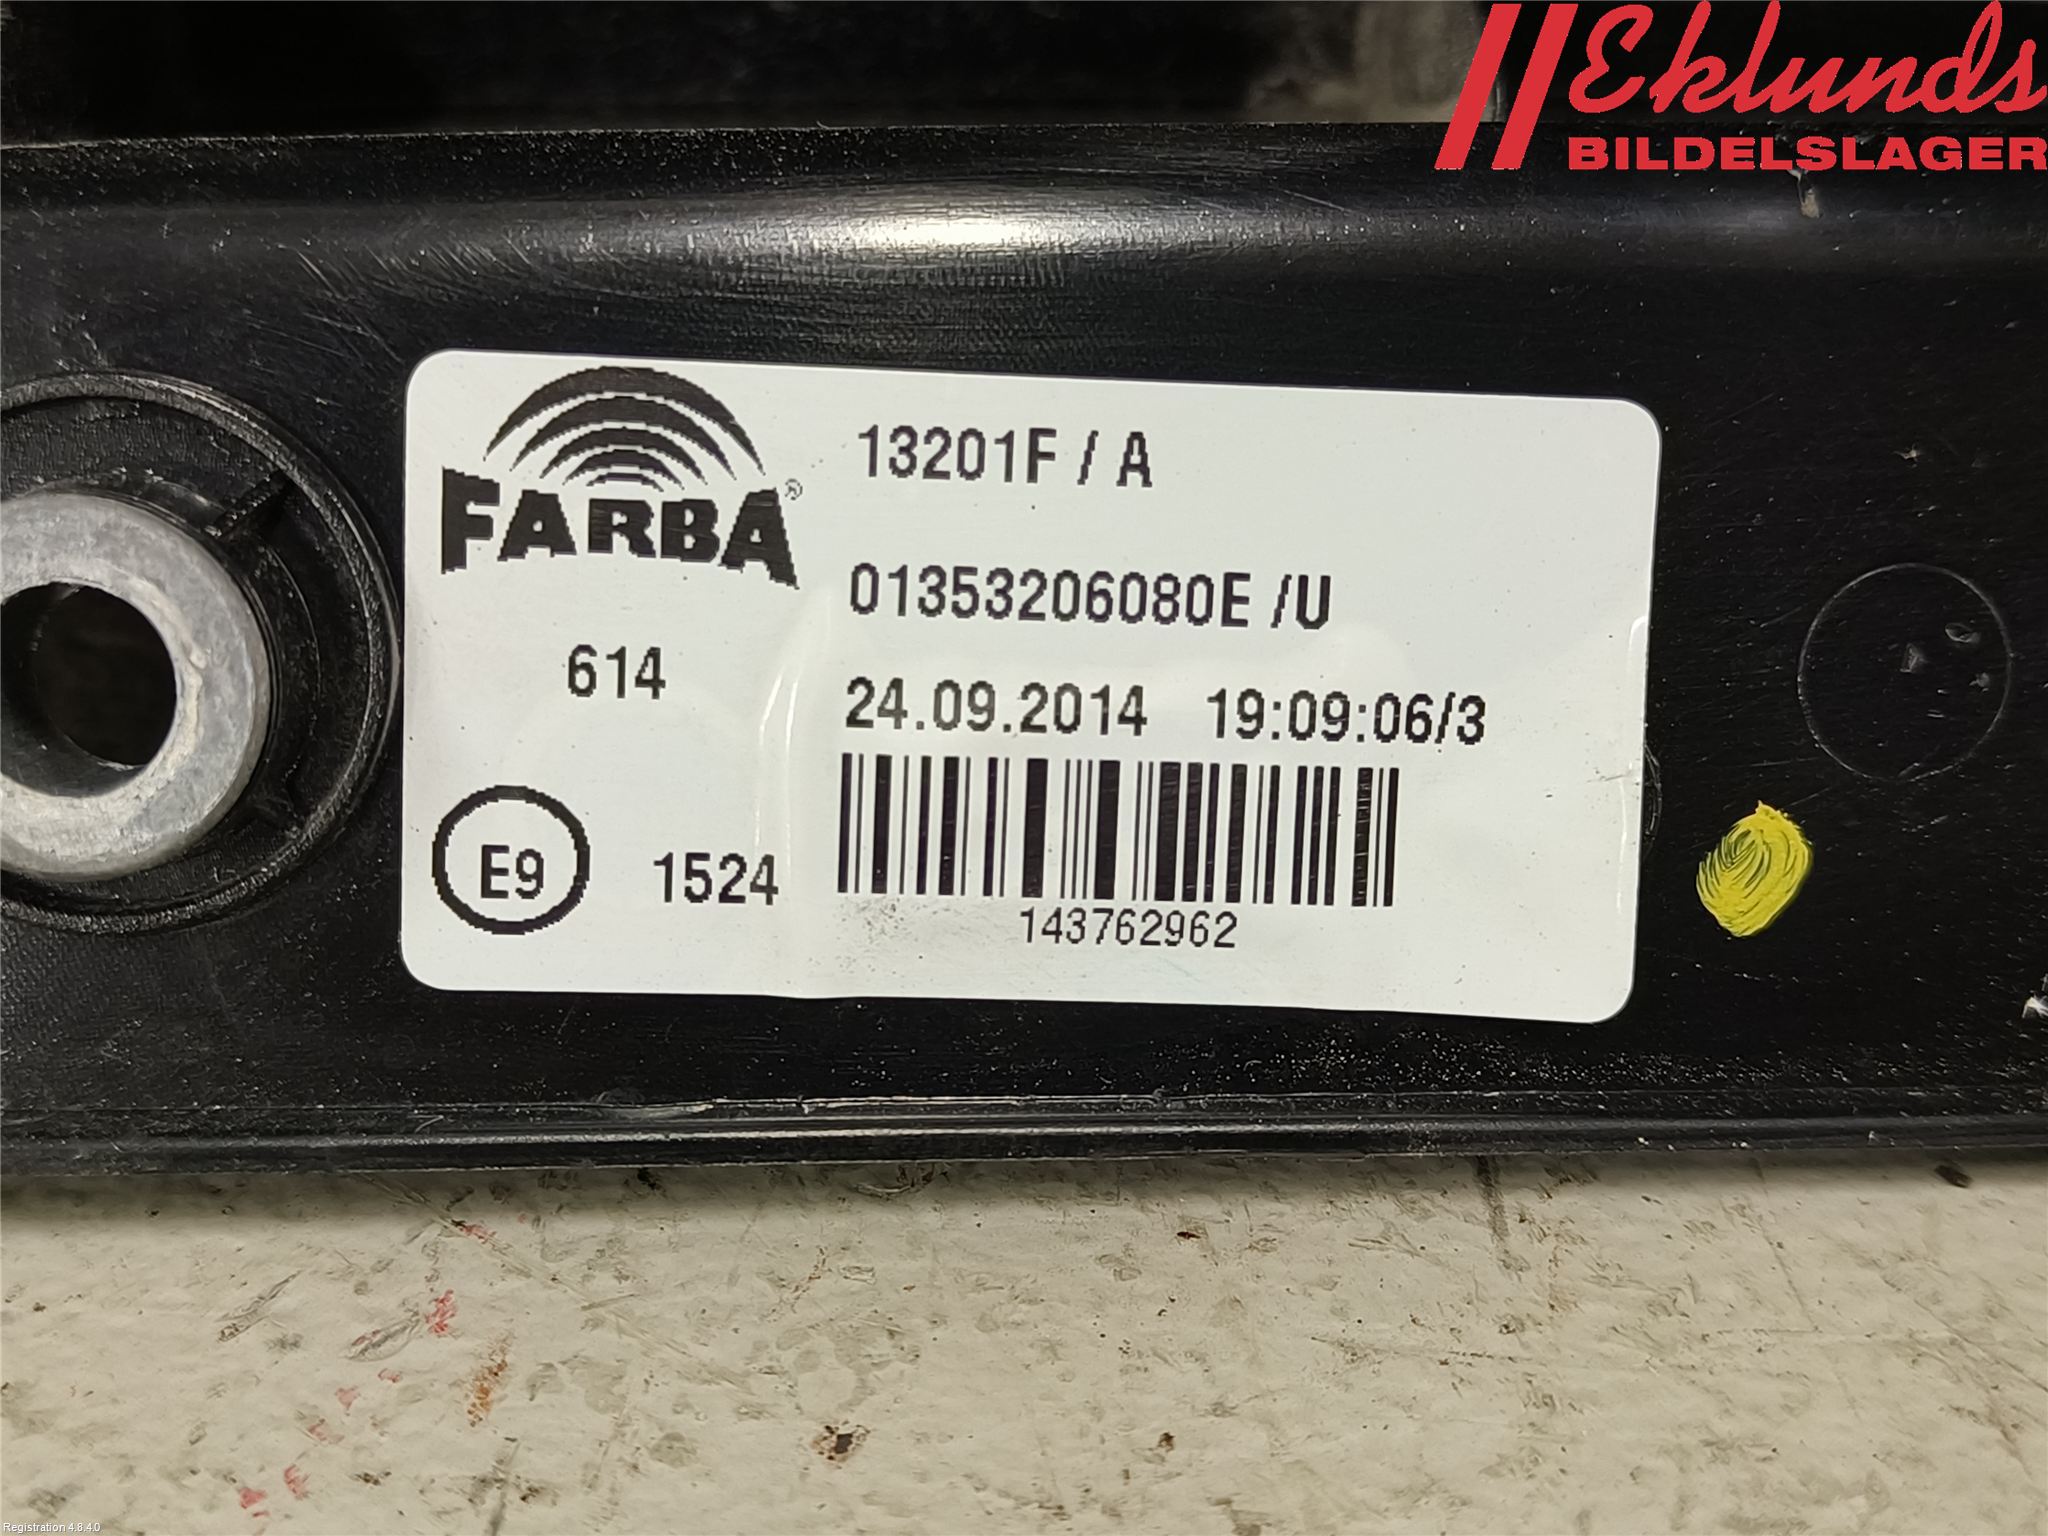 Eklunds
BILDELSLAGER
FARBA®
13201F / A
01353206080E /U
614
24.09.2014 19:09:06/3
E9 1524
143762962
Registration 4.8.4.0